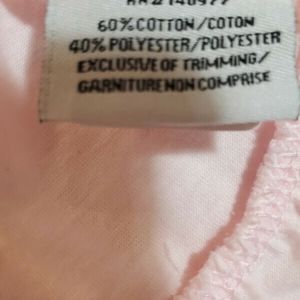 60% COTTON/COTON
40% POLYESTER/POLYESTER
EXCLUSIVE OF TRIMMING/
GARNITURE NON COMPRISE